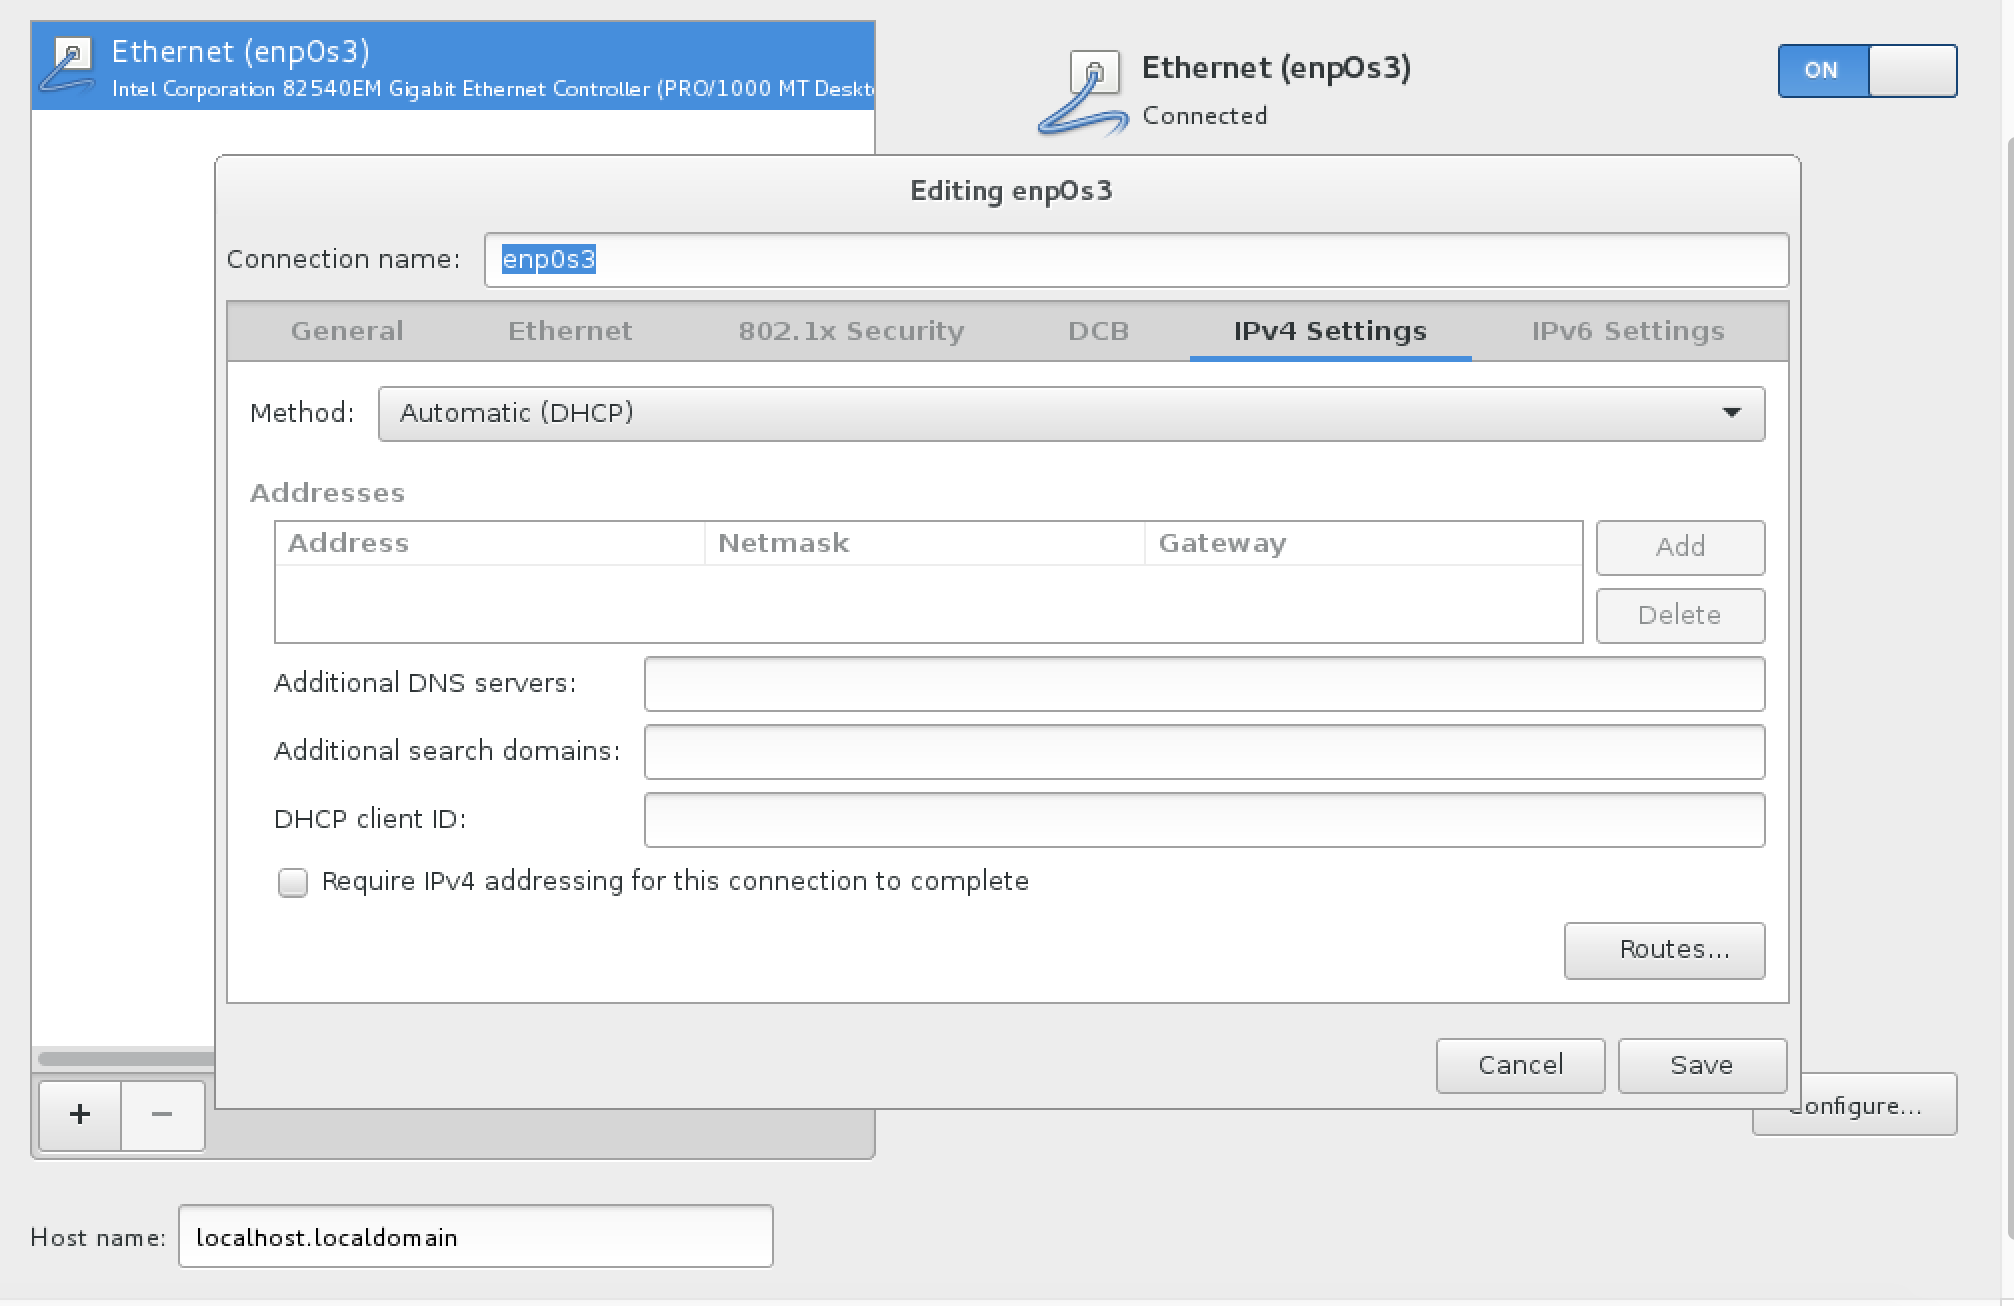 Ethernet (enp0s3)
Intel Corporation 82540EM Gigabit Ethernet Controller (PRO/1000 MT Deskt
Ethernet (enp0s3)
Connected
ON
Editing enp0s3
Connection name: enp0s3
General Ethernet 802.1x Security DCB IPv4 Settings IPv6 Settings
Method: Automatic (DHCP)
Addresses
Address Netmask Gateway
Add
Delete
Additional DNS servers:
Additional search domains:
DHCP client ID:
Require IPv4 addressing for this connection to complete
Routes...
Cancel Save
+ −
onfigure...
Host name: localhost.localdomain